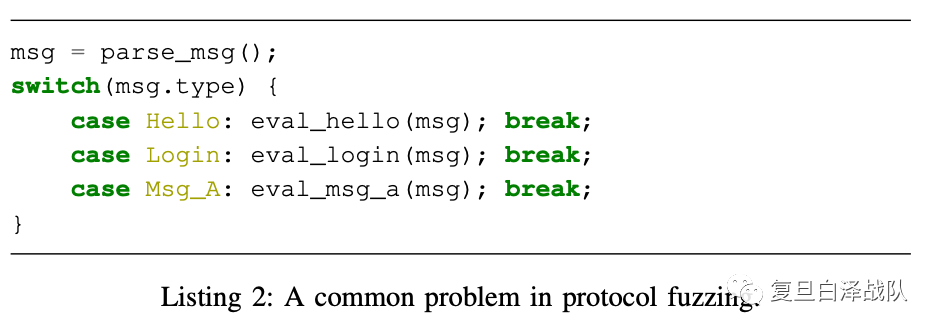 msg = parse_msg();
switch(msg.type) {
    case Hello: eval_hello(msg); break;
    case Login: eval_login(msg); break;
    case Msg_A: eval_msg_a(msg); break;
}
Listing 2: A common problem in protocol fuzzing.
复旦白泽战队